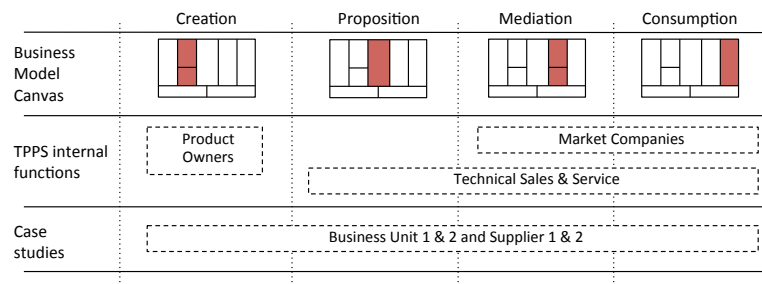 Creation
Proposition
Mediation
Consumption
Business
Model
Canvas
TPPS internal
functions
Product
Owners
Market Companies
Technical Sales & Service
Case
studies
Business Unit 1 & 2 and Supplier 1 & 2